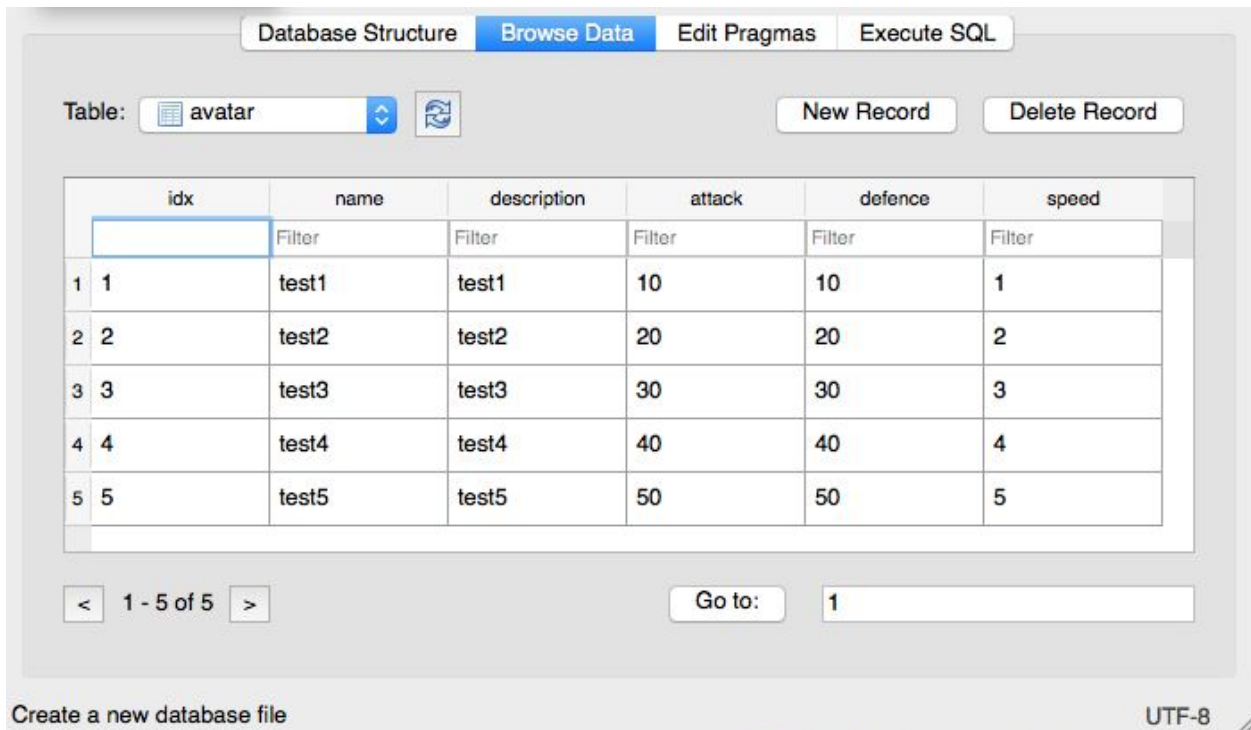 Database Structure Browse Data Edit Pragmas Execute SQL
Table: avatar New Record Delete Record
idx name description attack defence speed
Filter Filter Filter Filter Filter
1 1 test1 test1 10 10 1
2 2 test2 test2 20 20 2
3 3 test3 test3 30 30 3
4 4 test4 test4 40 40 4
5 5 test5 test5 50 50 5
< 1 - 5 of 5 > Go to: 1
Create a new database file UTF-8